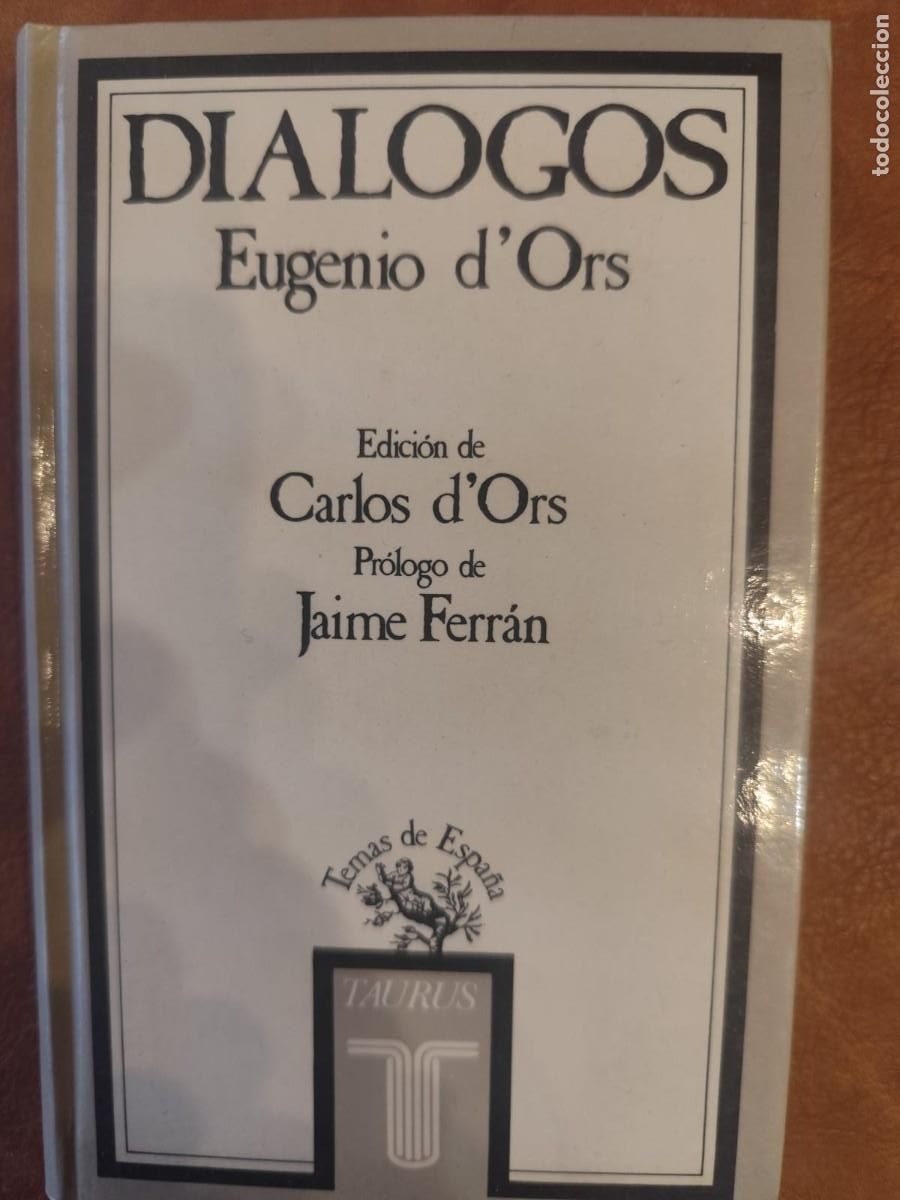 DIALOGOS
Eugenio d'Ors
Edición de
Carlos d'Ors
Prólogo de
Jaime Ferrán
Temas de España
TAURUS
todocoleccion